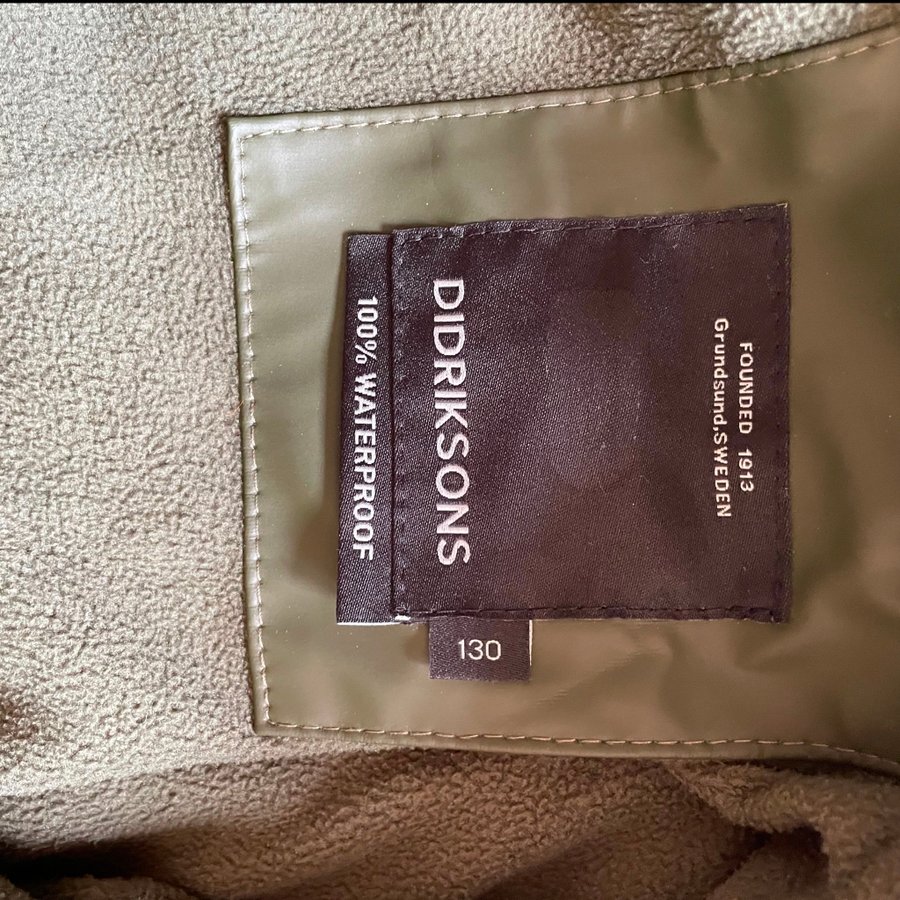 FOUNDED 1913
Grundsund,SWEDEN
DIDRIKSONS
100% WATERPROOF
130